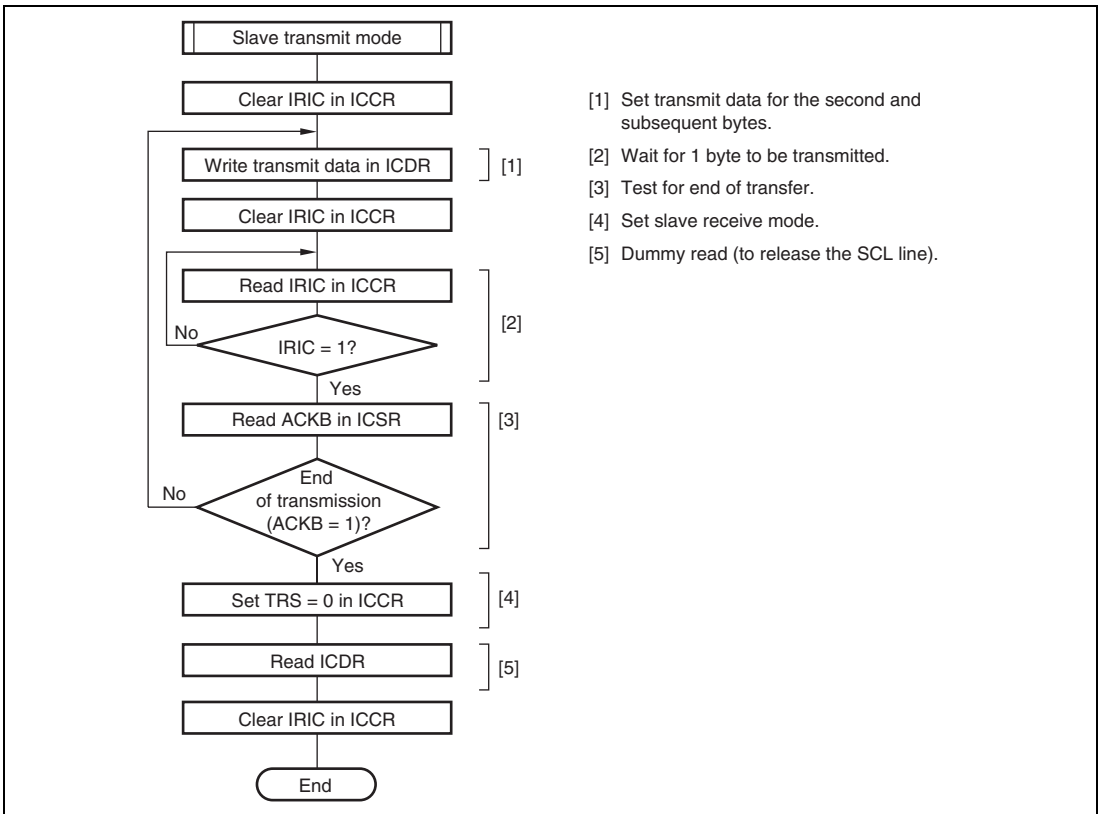 Slave transmit mode
Clear IRIC in ICCR
Write transmit data in ICDR
[1]
Clear IRIC in ICCR
Read IRIC in ICCR
[2]
No
IRIC = 1?
Yes
Read ACKB in ICSR
[3]
No
End
of transmission
(ACKB = 1)?
Yes
Set TRS = 0 in ICCR
[4]
Read ICDR
[5]
Clear IRIC in ICCR
End
[1] Set transmit data for the second and
subsequent bytes.
[2] Wait for 1 byte to be transmitted.
[3] Test for end of transfer.
[4] Set slave receive mode.
[5] Dummy read (to release the SCL line).